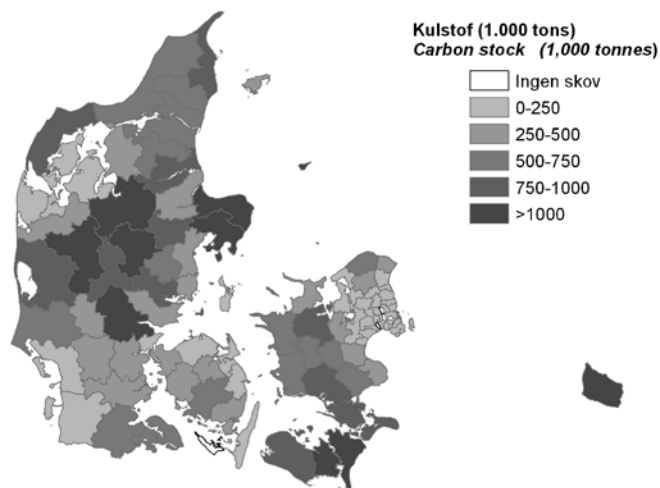 Kulstof (1.000 tons)
Carbon stock (1,000 tonnes)
Ingen skov
0-250
250-500
500-750
750-1000
>1000